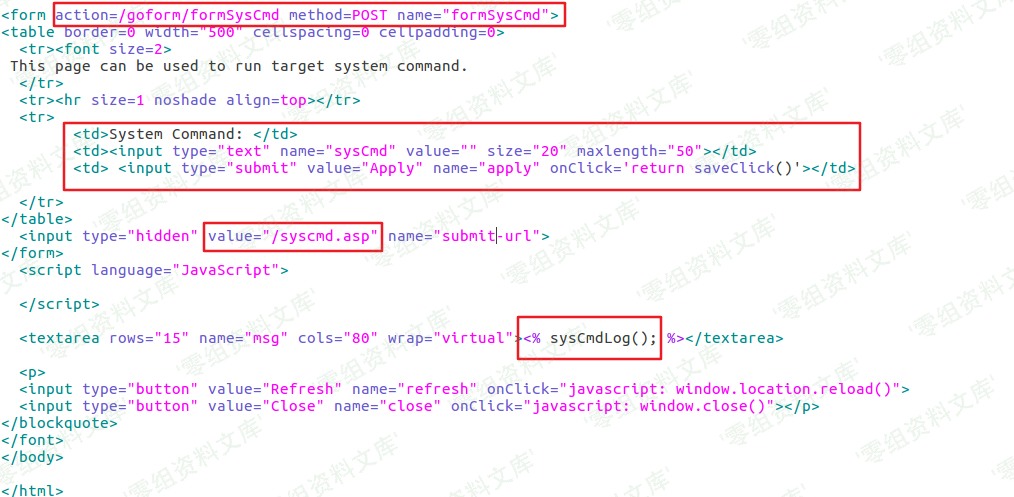 <form action=/goform/formSysCmd method=POST name="formSysCmd">
<table border=0 width="500" cellspacing=0 cellpadding=0>
<tr><font size=2>
This page can be used to run target system command.
</tr>
<tr><hr size=1 noshade align=top></tr>
<tr>
<td>System Command: </td>
<td><input type="text" name="sysCmd" value="" size="20" maxlength="50"></td>
<td> <input type="submit" value="Apply" name="apply" onClick='return saveClick()'></td>
</tr>
</table>
<input type="hidden" value="/syscmd.asp" name="submit-url">
</form>
<script language="JavaScript">
</script>
<textarea rows="15" name="msg" cols="80" wrap="virtual"><% sysCmdLog(); %></textarea>
<p>
<input type="button" value="Refresh" name="refresh" onClick="javascript: window.location.reload()">
<input type="button" value="Close" name="close" onClick="javascript: window.close()"></p>
</blockquote>
</font>
</body>
</html>
'零组资料文库'